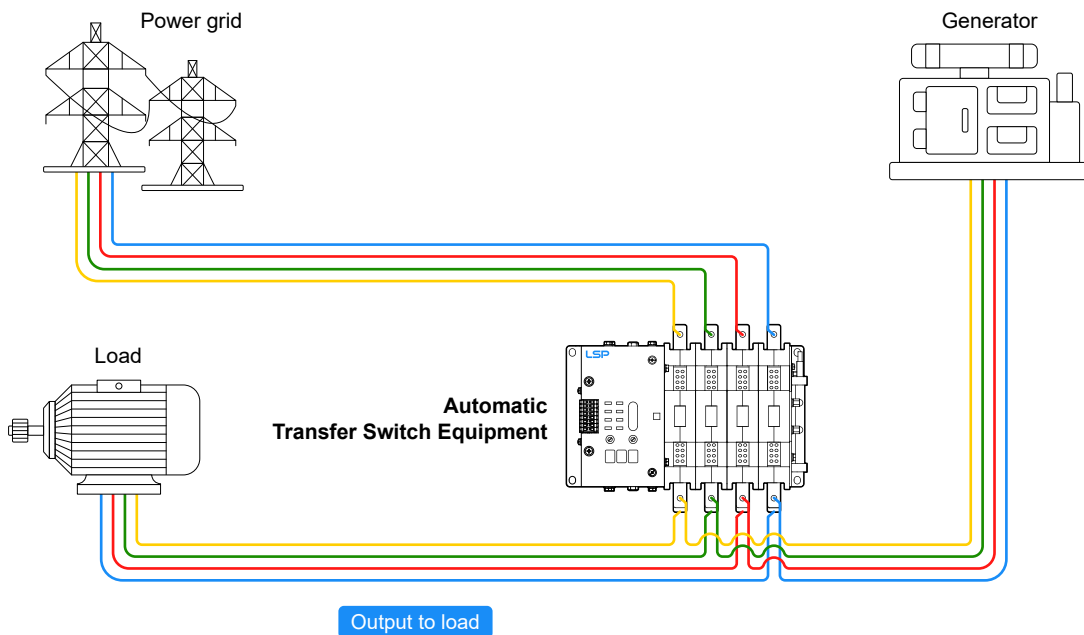 Power grid
Generator
Load
LSP
Automatic
Transfer Switch Equipment
Output to load